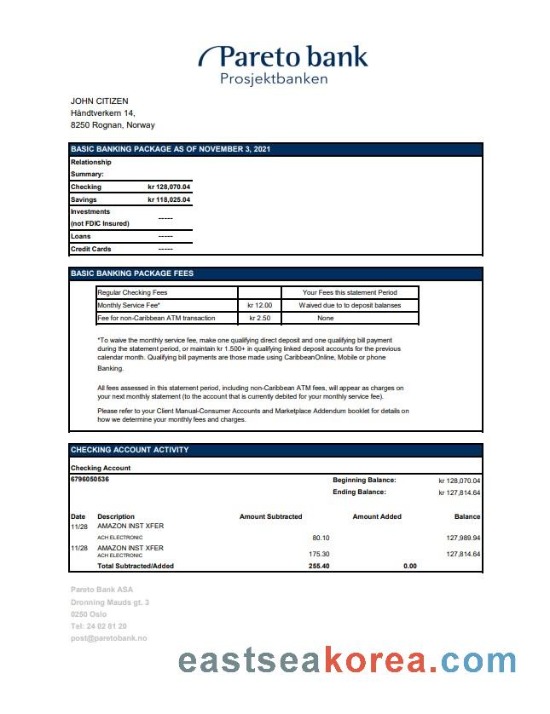 Pareto bank
Prosjektbanken
JOHN CITIZEN
Håndtverkern 14,
8250 Rognan, Norway
BASIC BANKING PACKAGE AS OF NOVEMBER 3, 2021
Relationship
Summary:
Checking kr 128,070.04
Savings kr 118,025.04
Investments
(not FDIC Insured) -----
Loans -----
Credit Cards -----
BASIC BANKING PACKAGE FEES
Regular Checking Fees Your Fees this statement Period
Monthly Service Fee* kr 12.00 Waived due to to deposit balanses
Fee for non-Caribbean ATM transaction kr 2.50 None
*To waive the monthly service fee, make one qualifying direct deposit and one qualifying bill payment
during the statement period, or maintain kr 1.500+ in qualifying linked deposit accounts for the previous
calendar month. Qualifying bill payments are those made using CaribbeanOnline, Mobile or phone
Banking.
All fees assessed in this statement period, including non-Caribbean ATM fees, will appear as charges on
your next monthly statement (to the account that is currently debited for your monthly service fee).
Please refer to your Client Manual-Consumer Accounts and Marketplace Addendum booklet for details on
how we determine your monthly fees and charges.
CHECKING ACCOUNT ACTIVITY
Checking Account
6796050536 Beginning Balance: kr 128,070.04
Ending Balance: kr 127,814.64
Date Description Amount Subtracted Amount Added Balance
11/28 AMAZON INST XFER
ACH ELECTRONIC 80.10 127,989.94
11/28 AMAZON INST XFER
ACH ELECTRONIC 175.30 127,814.64
Total Subtracted/Added 255.40 0.00
Pareto Bank ASA
Dronning Mauds gt. 3
0250 Oslo
Tel: 24 02 81 20
post@paretobank.no
eastseakorea.com